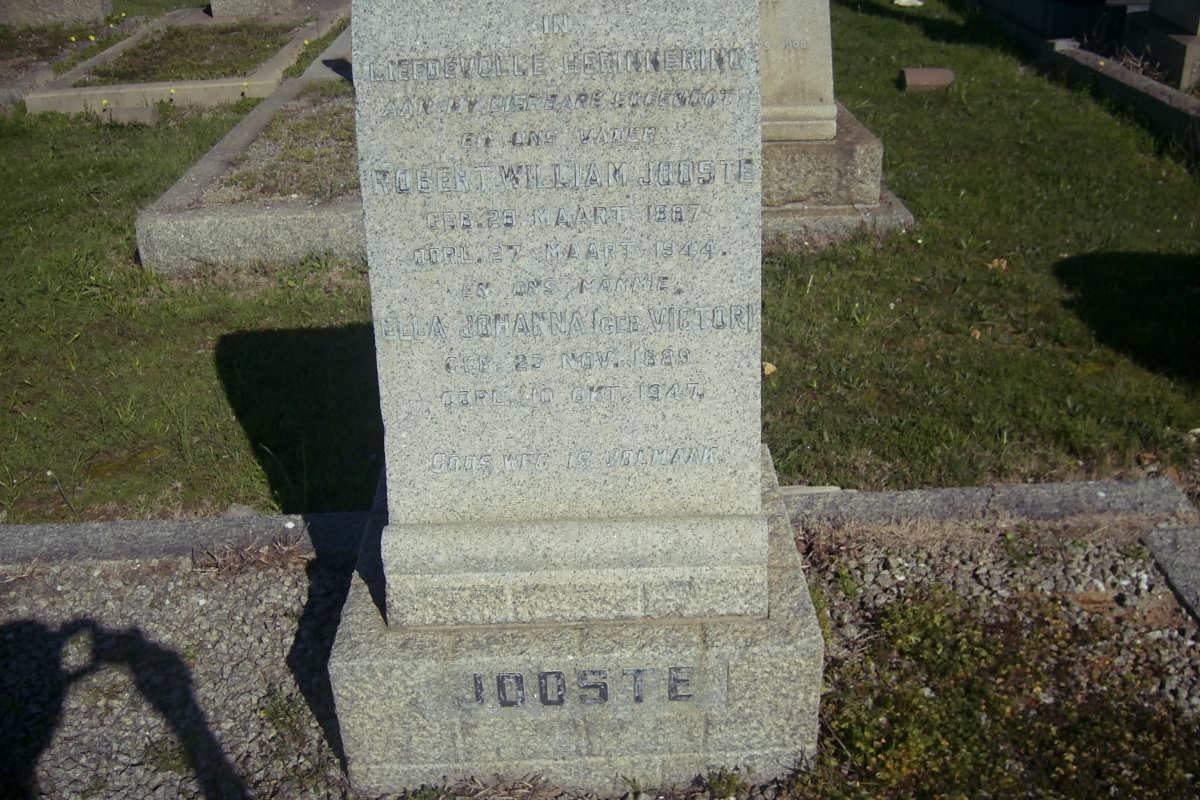 IN
LIEFDEVOLLE HERINNERING
AAN MY DIERBARE EGGENOOT
EN ONS VADER
ROBERT WILLIAM JOOSTE
GEB. 28 MAART 1887
OORL. 27 MAART 1944.
EN ONS MAMMIE,
ELLA JOHANNA (GEB. VICTOR)
GEB. NOV. 1889
OORL. 10 OKT. 1947.
GODS WEG IS VOLMAAK.
JOOSTE